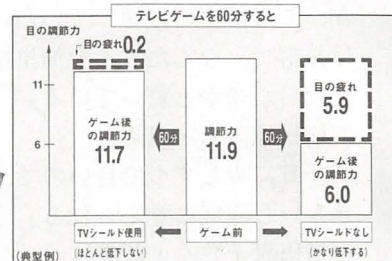 テレビゲームを60分すると
目の調節力
目の疲れ0.2
11
6
ゲーム後
の調節力
11.7
60分
調節力
11.9
60分
目の疲れ
5.9
ゲーム後
の調節力
6.0
TVシールド使用
ゲーム前
TVシールドなし
(典型例)
(ほとんど低下しない)
(かなり低下する)